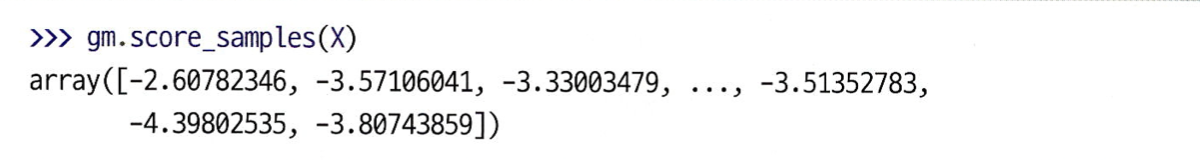 >>> gm.score_samples(X)
array([-2.60782346, -3.57106041, -3.33003479, ..., -3.51352783,
-4.39802535, -3.80743859])